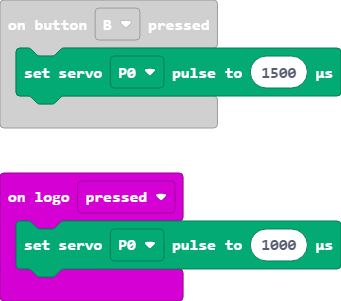 on button B pressed
set servo P0 pulse to 1500 µs
on logo pressed
set servo P0 pulse to 1000 µs